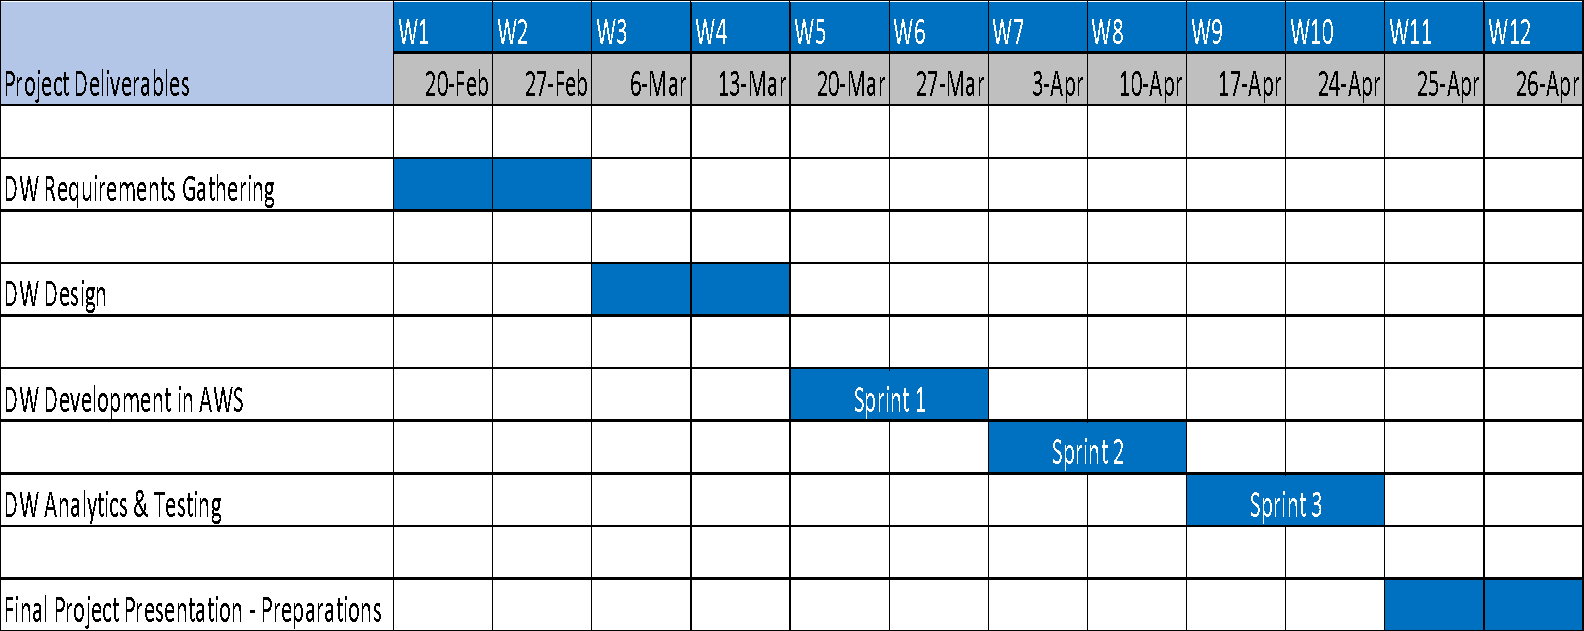 W1 W2 W3 W4 W5 W6 W7 W8 W9 W10 W11 W12
Project Deliverables 20-Feb 27-Feb 6-Mar 13-Mar 20-Mar 27-Mar 3-Apr 10-Apr 17-Apr 24-Apr 25-Apr 26-Apr
DW Requirements Gathering
DW Design
DW Development in AWS Sprint 1
Sprint 2
DW Analytics & Testing Sprint 3
Final Project Presentation - Preparations